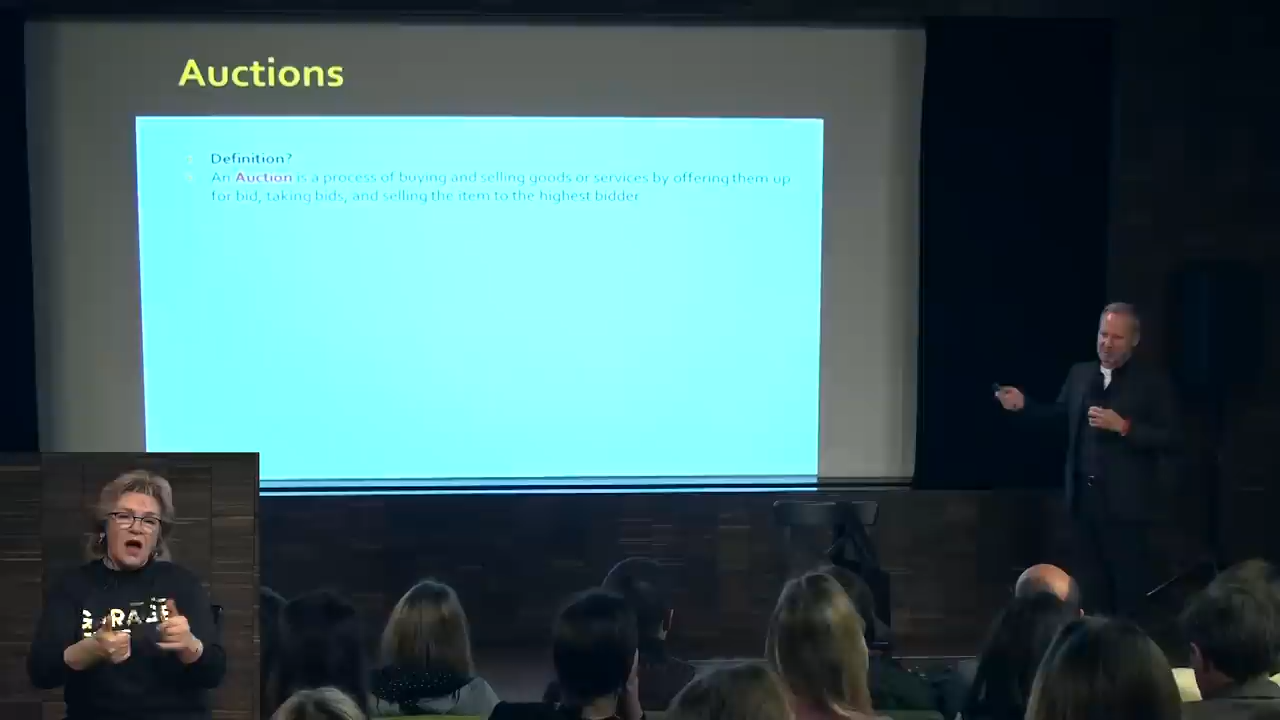 Auctions
Definition?
An Auction is a process of buying and selling goods or services by offering them up
for bid, taking bids, and selling the item to the highest bidder